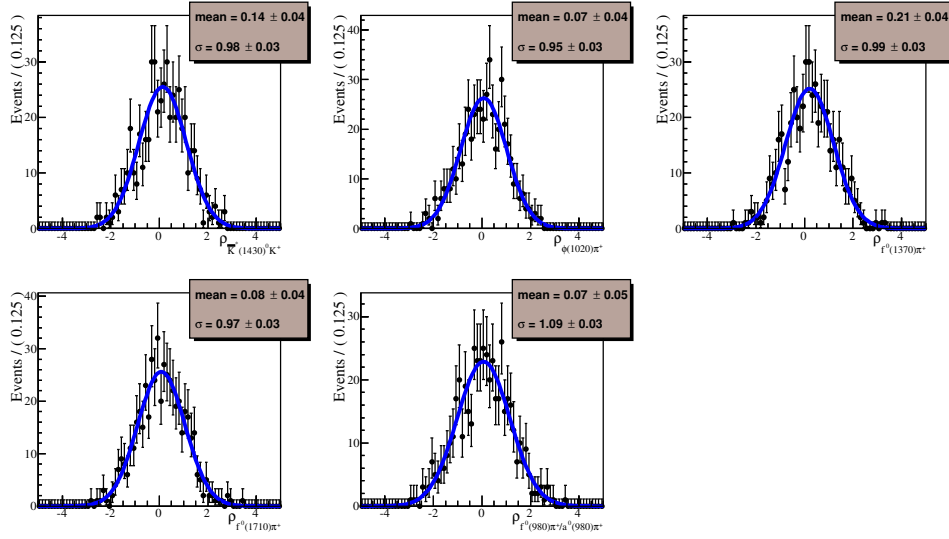 mean = 0.14 ± 0.04
σ = 0.98 ± 0.03
Events / ( 0.125 )
30
20
10
0
-4 -2 0 2 4
ρ K̅*(1430)⁰K⁺
mean = 0.07 ± 0.04
σ = 0.95 ± 0.03
Events / ( 0.125 )
30
20
10
0
-4 -2 0 2 4
ρ ϕ(1020)π⁺
mean = 0.21 ± 0.04
σ = 0.99 ± 0.03
Events / ( 0.125 )
30
20
10
0
-4 -2 0 2 4
ρ f⁰(1370)π⁺
mean = 0.08 ± 0.04
σ = 0.97 ± 0.03
Events / ( 0.125 )
40
30
20
10
0
-4 -2 0 2 4
ρ f⁰(1710)π⁺
mean = 0.07 ± 0.05
σ = 1.09 ± 0.03
Events / ( 0.125 )
30
20
10
0
-4 -2 0 2 4
ρ f⁰(980)π⁺/a⁰(980)π⁺